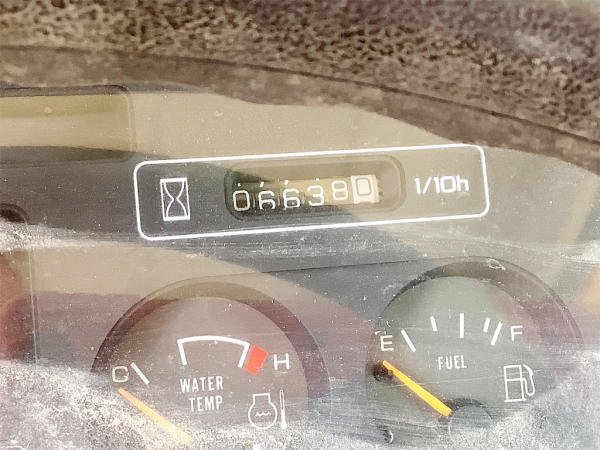 066380 1/10h
C H E F
WATER
TEMP
FUEL